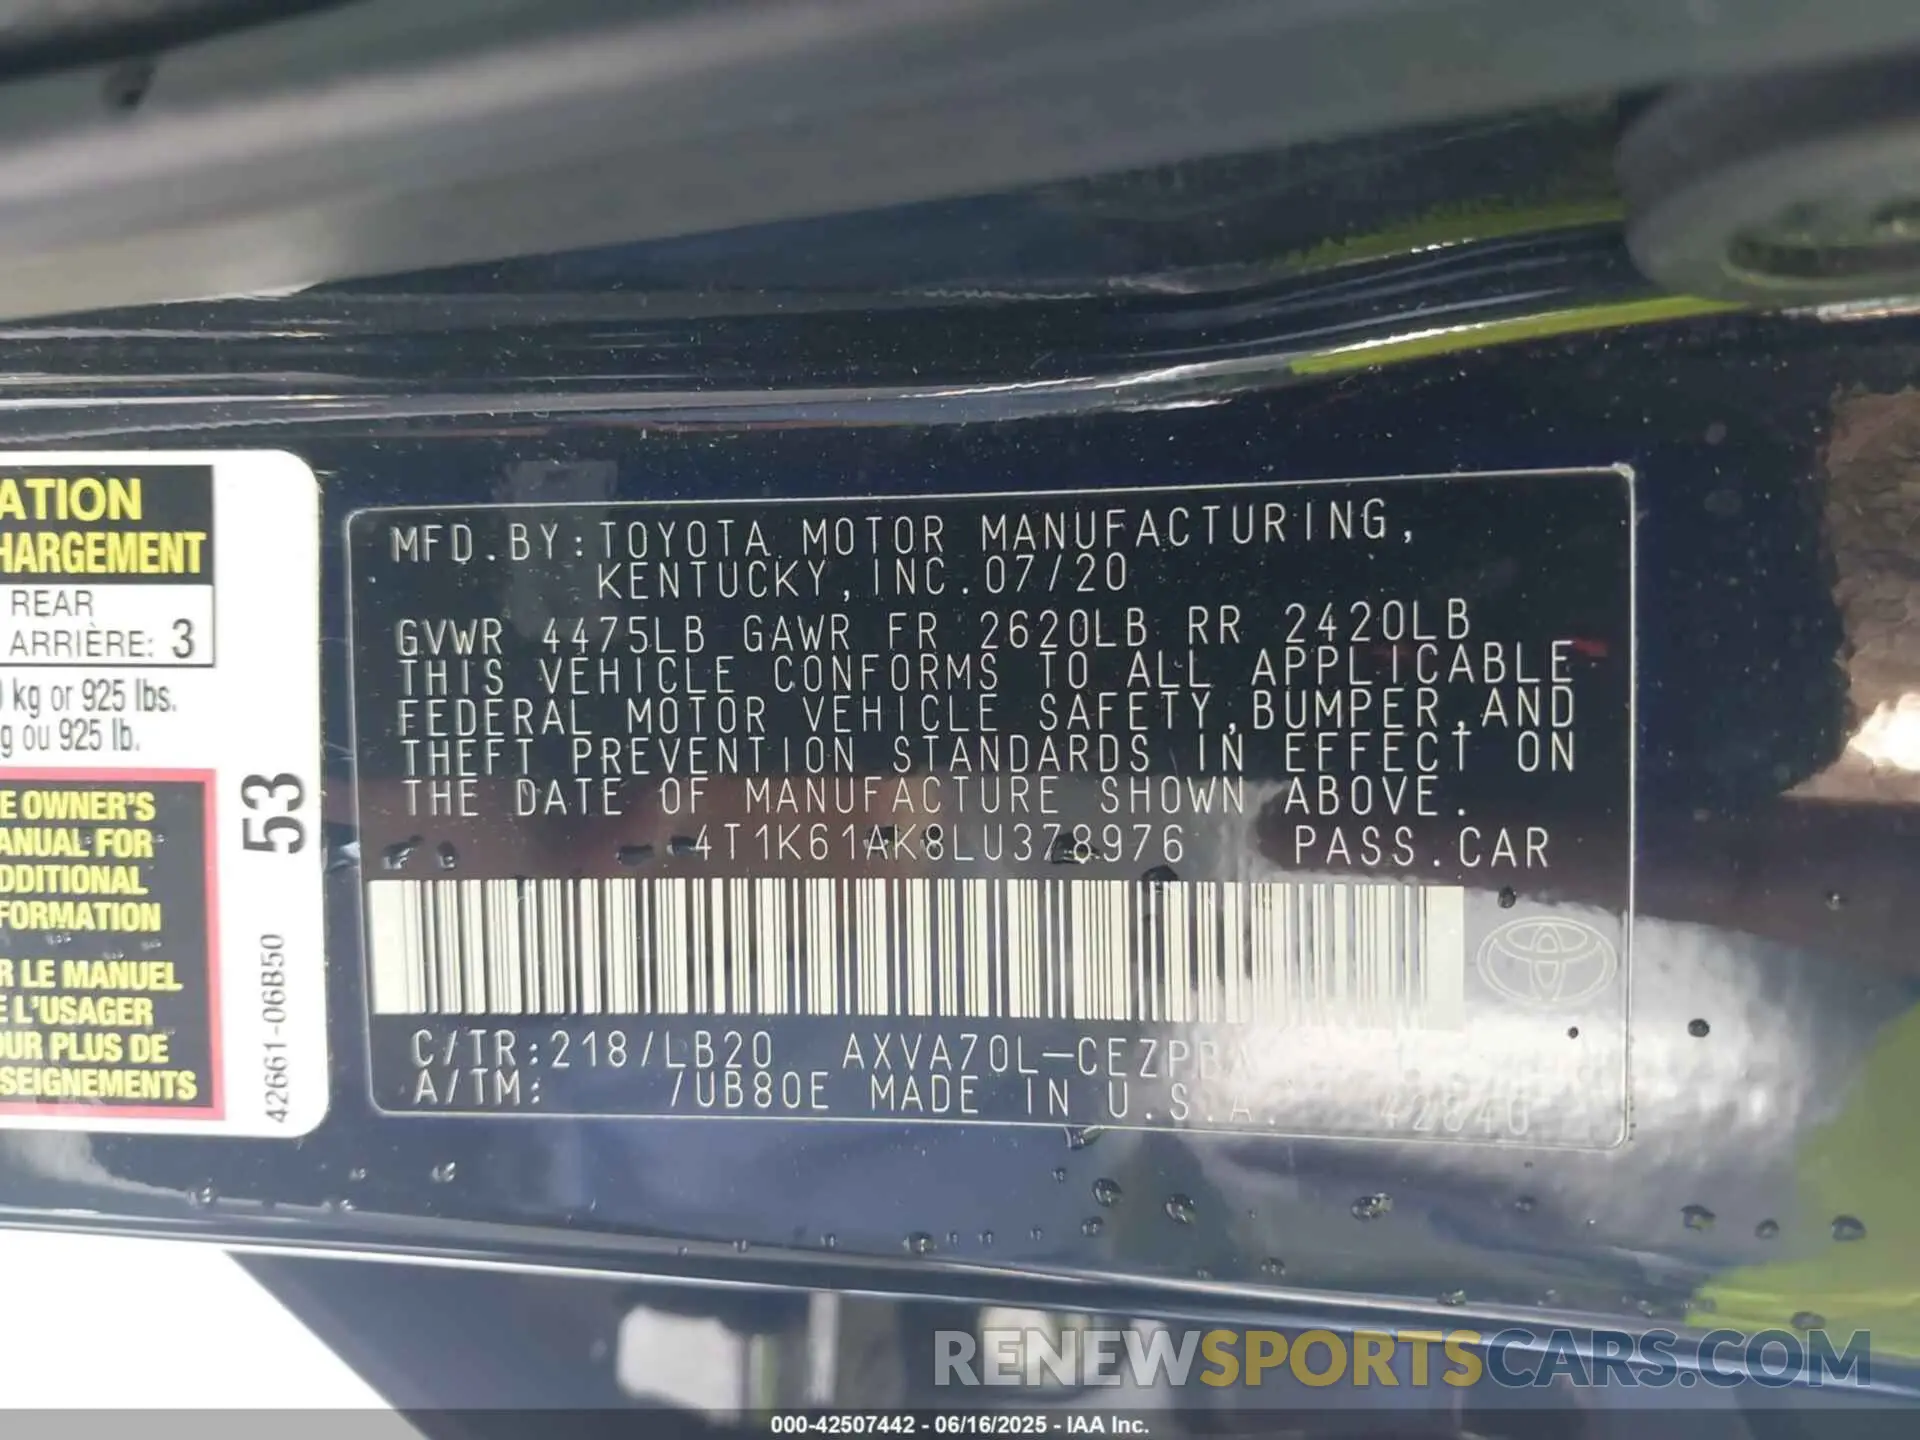 ATION
HARGEMENT
REAR
ARRIÈRE: 3
kg or 925 lbs.
g ou 925 lb.
E OWNER'S
ANUAL FOR
DDITIONAL
FORMATION
R LE MANUEL
E L'USAGER
OUR PLUS DE
SEIGNEMENTS
53
42661-06B50
MFD.BY:TOYOTA MOTOR MANUFACTURING,
KENTUCKY,INC.07/20
GVWR 4475LB GAWR FR 2620LB RR 2420LB
THIS VEHICLE CONFORMS TO ALL APPLICABLE
FEDERAL MOTOR VEHICLE SAFETY,BUMPER,AND
THEFT PREVENTION STANDARDS IN EFFECT ON
THE DATE OF MANUFACTURE SHOWN ABOVE.
4T1K61AK8LU378976 PASS.CAR
C/TR:218/LB20 AXVA70L-CEZPBA
A/TM: /UB80E MADE IN U.S.A. 42840
RENEWSPORTSCARS.COM
000-42507442 - 06/16/2025 - IAA Inc.